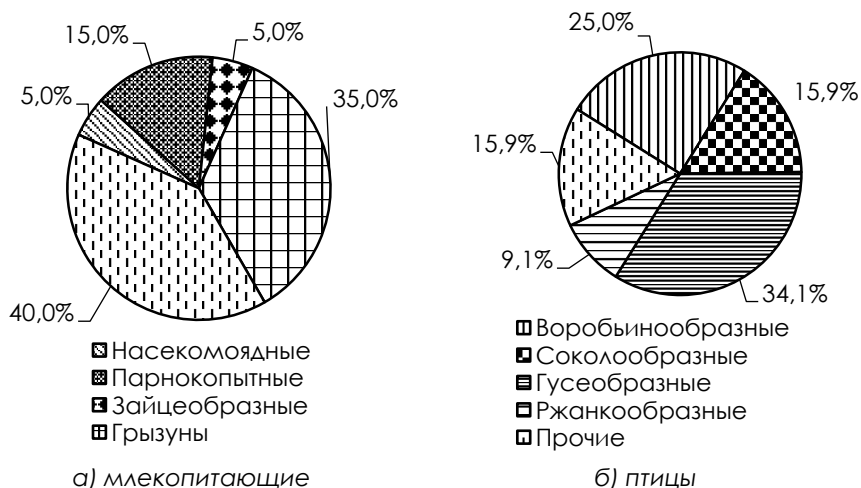 15,0%
5,0%
5,0%
35,0%
40,0%
Насекомоядные
Парнокопытные
Зайцеобразные
Грызуны
а) млекопитающие
25,0%
15,9%
15,9%
9,1%
34,1%
Воробьинообразные
Соколообразные
Гусеобразные
Ржанкообразные
Прочие
б) птицы